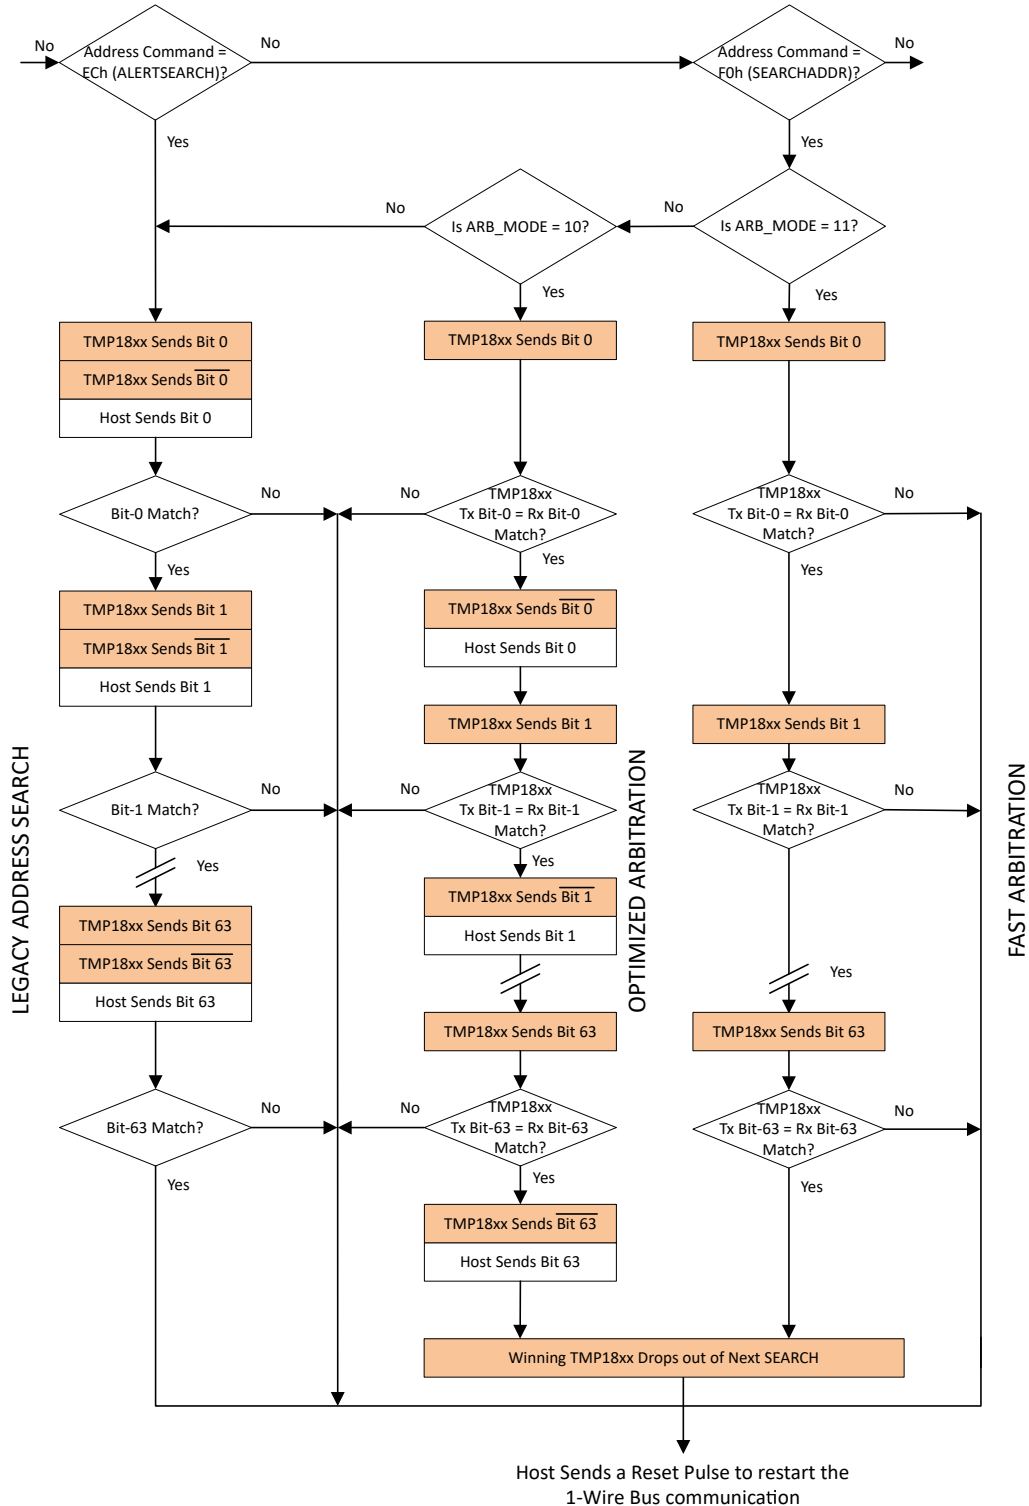 No
Address Command =
ECh (ALERTSEARCH)?
No
Address Command =
F0h (SEARCHADDR)?
No
Yes
Yes
No
Is ARB_MODE = 10?
No
Is ARB_MODE = 11?
Yes
Yes
TMP18xx Sends Bit 0
TMP18xx Sends Bit 0
Host Sends Bit 0
TMP18xx Sends Bit 0
TMP18xx Sends Bit 0
Bit-0 Match?
No
No
TMP18xx
Tx Bit-0 = Rx Bit-0
Match?
TMP18xx
Tx Bit-0 = Rx Bit-0
Match?
No
Yes
Yes
Yes
TMP18xx Sends Bit 1
TMP18xx Sends Bit 1
Host Sends Bit 1
TMP18xx Sends Bit 0
Host Sends Bit 0
TMP18xx Sends Bit 1
TMP18xx Sends Bit 1
LEGACY ADDRESS SEARCH
Bit-1 Match?
No
No
TMP18xx
Tx Bit-1 = Rx Bit-1
Match?
OPTIMIZED ARBITRATION
TMP18xx
Tx Bit-1 = Rx Bit-1
Match?
No
FAST ARBITRATION
Yes
Yes
TMP18xx Sends Bit 63
TMP18xx Sends Bit 63
Host Sends Bit 63
TMP18xx Sends Bit 1
Host Sends Bit 1
Yes
TMP18xx Sends Bit 63
TMP18xx Sends Bit 63
Bit-63 Match?
No
No
TMP18xx
Tx Bit-63 = Rx Bit-63
Match?
TMP18xx
Tx Bit-63 = Rx Bit-63
Match?
No
Yes
Yes
Yes
TMP18xx Sends Bit 63
Host Sends Bit 63
Winning TMP18xx Drops out of Next SEARCH
Host Sends a Reset Pulse to restart the
1-Wire Bus communication